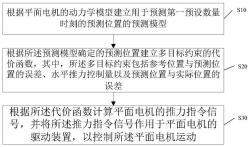 根据平面电机的动力学模型建立用于预测第一预设数量
时刻的预测位置的预测模型
S10
根据所述预测模型确定的预测位置建立多目标约束的代
价函数，其中，所述多目标约束包括参考位置与预测位
置的误差、水平推力控制量以及预测位置与实际位置的
误差
S20
根据所述代价函数计算平面电机的推力指令信
号，并将所述推力指令信号作用于平面电机的
驱动装置，以控制所述平面电机运动
S30